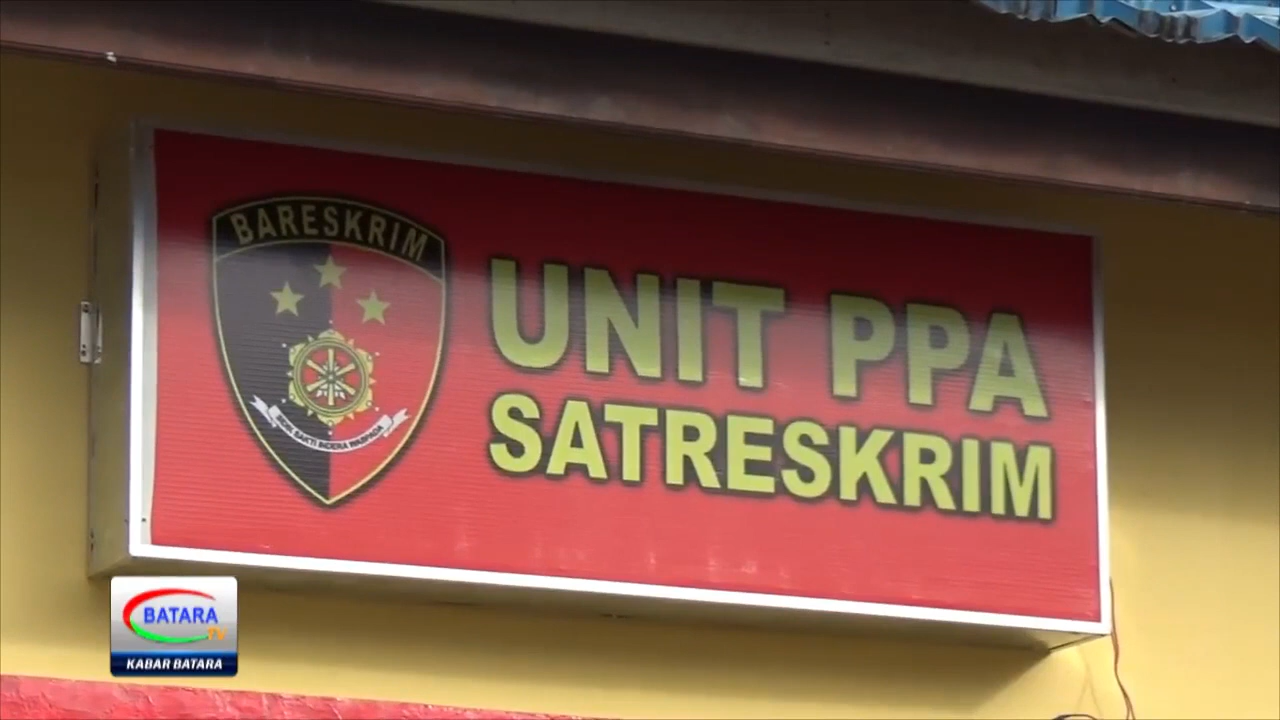 BARESKRIM
UNIT PPA
SATRESKRIM
BATARA
TV
KABAR BATARA